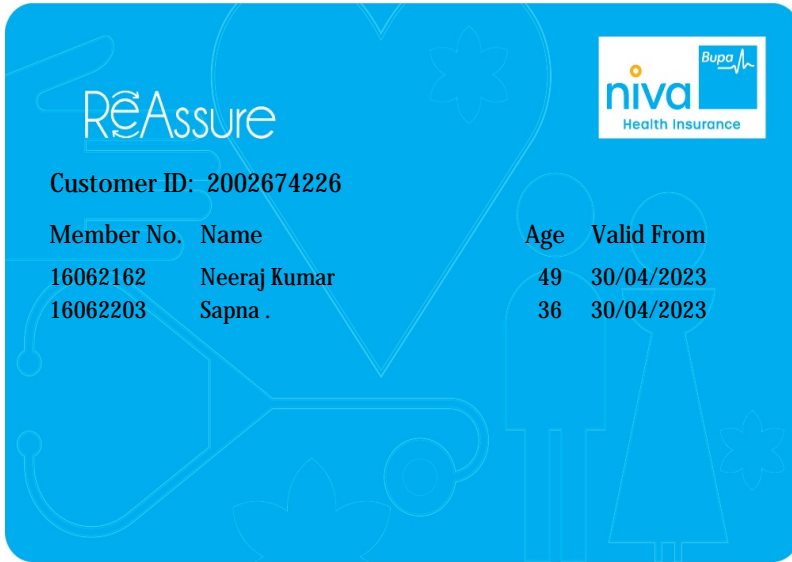 ReAssure
Bupa
niva
Health Insurance
Customer ID: 2002674226
Member No. Name Age Valid From
16062162 Neeraj Kumar 49 30/04/2023
16062203 Sapna . 36 30/04/2023